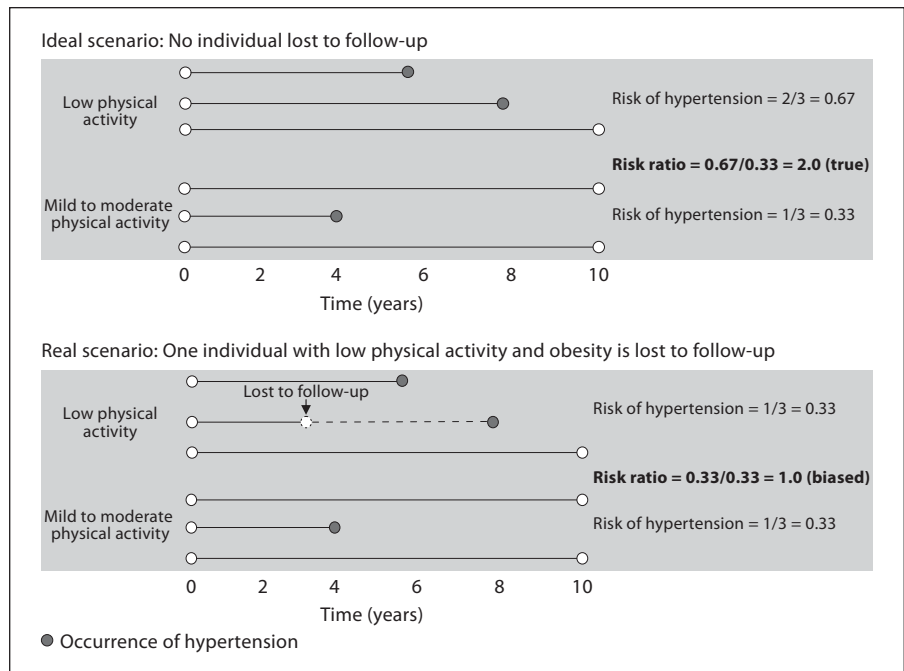 Ideal scenario: No individual lost to follow-up
Low physical
activity
Risk of hypertension = 2/3 = 0.67
Risk ratio = 0.67/0.33 = 2.0 (true)
Mild to moderate
physical activity
Risk of hypertension = 1/3 = 0.33
0 2 4 6 8 10
Time (years)
Real scenario: One individual with low physical activity and obesity is lost to follow-up
Lost to follow-up
Low physical
activity
Risk of hypertension = 1/3 = 0.33
Risk ratio = 0.33/0.33 = 1.0 (biased)
Mild to moderate
physical activity
Risk of hypertension = 1/3 = 0.33
0 2 4 6 8 10
Time (years)
Occurrence of hypertension